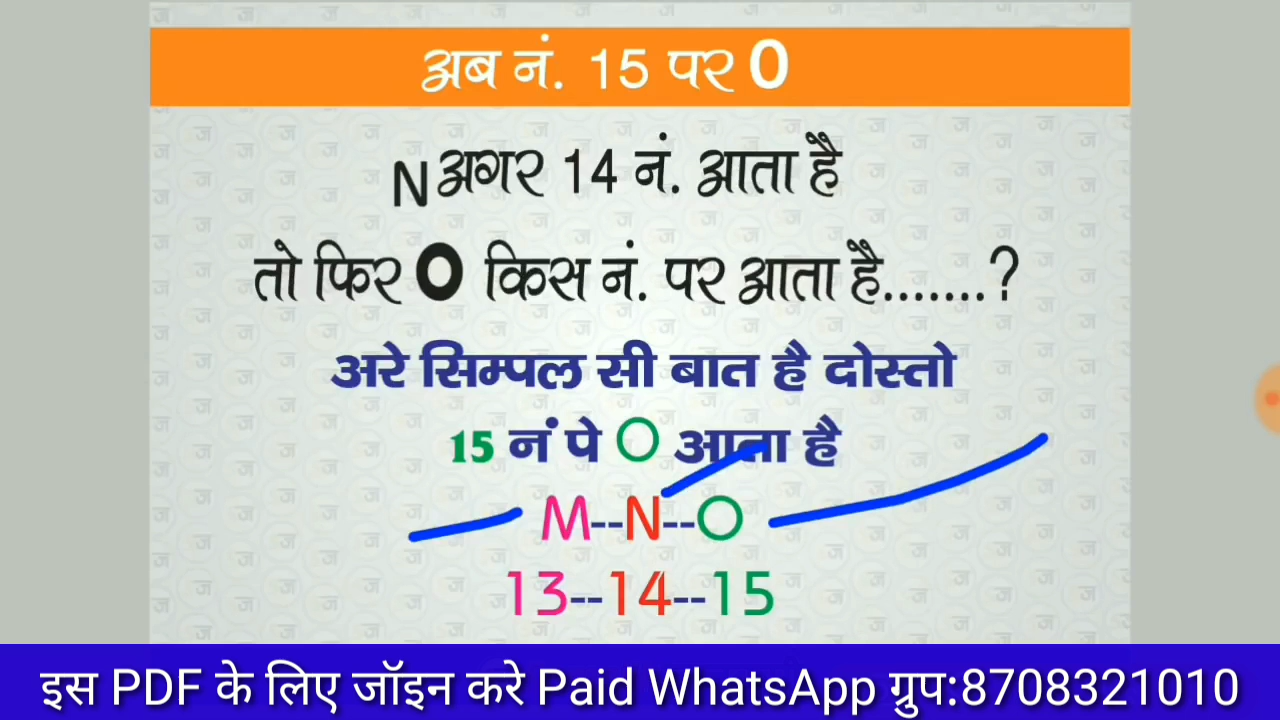 अब नं. 15 पर O
N अगर 14 नं. आता है
तो फिर O किस नं. पर आता है.......?
अरे सिम्पल सी बात है दोस्तो
15 नं पे O आता है
M--N--O
13--14--15
इस PDF के लिए जॉइन करे Paid WhatsApp ग्रुप:8708321010